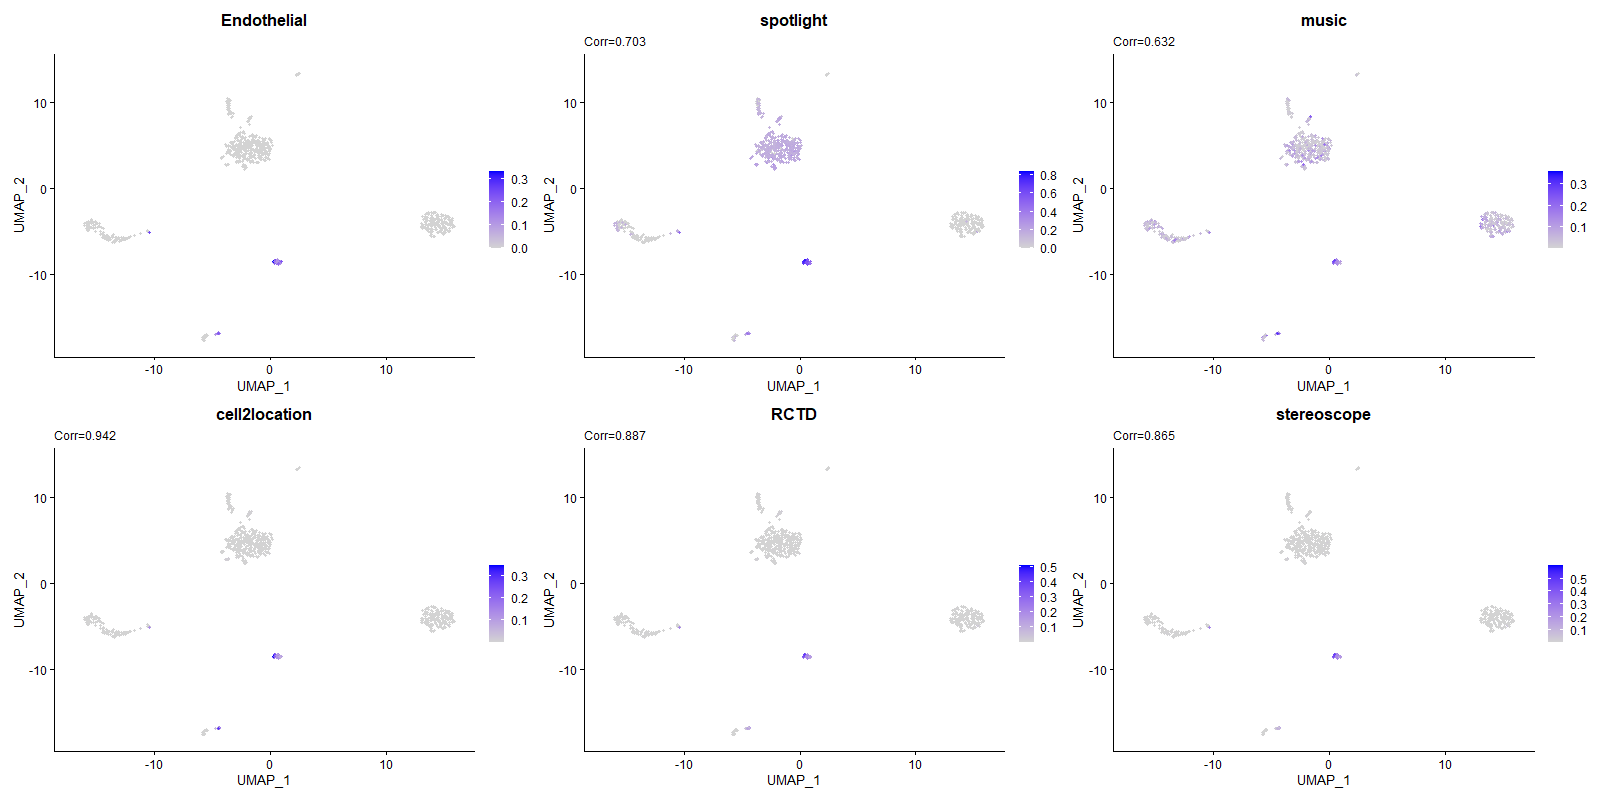 Endothelial
UMAP_2
10
0
-10
-10
0
10
UMAP_1
0.3
0.2
0.1
0.0
spotlight
Corr=0.703
UMAP_2
10
0
-10
-10
0
10
UMAP_1
0.8
0.6
0.4
0.2
0.0
music
Corr=0.632
UMAP_2
10
0
-10
-10
0
10
UMAP_1
0.3
0.2
0.1
cell2location
Corr=0.942
UMAP_2
10
0
-10
-10
0
10
UMAP_1
0.3
0.2
0.1
RCTD
Corr=0.887
UMAP_2
10
0
-10
-10
0
10
UMAP_1
0.5
0.4
0.3
0.2
0.1
stereoscope
Corr=0.865
UMAP_2
10
0
-10
-10
0
10
UMAP_1
0.5
0.4
0.3
0.2
0.1